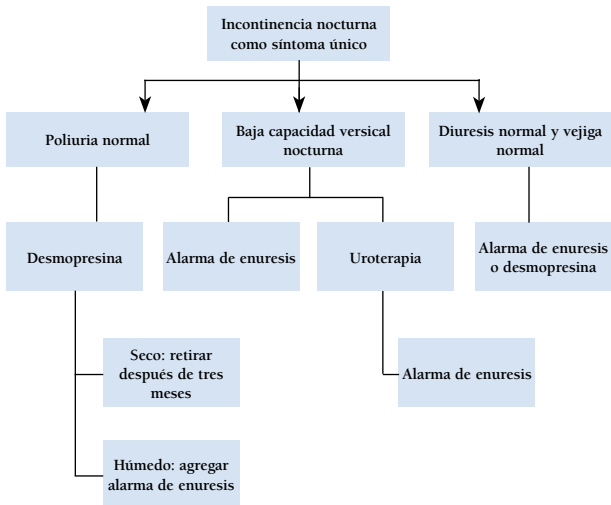 Incontinencia nocturna
como síntoma único
Poliuria normal
Baja capacidad versical
nocturna
Diuresis normal y vejiga
normal
Desmopresina
Alarma de enuresis
Uroterapia
Alarma de enuresis
o desmopresina
Seco: retirar
después de tres
meses
Alarma de enuresis
Húmedo: agregar
alarma de enuresis